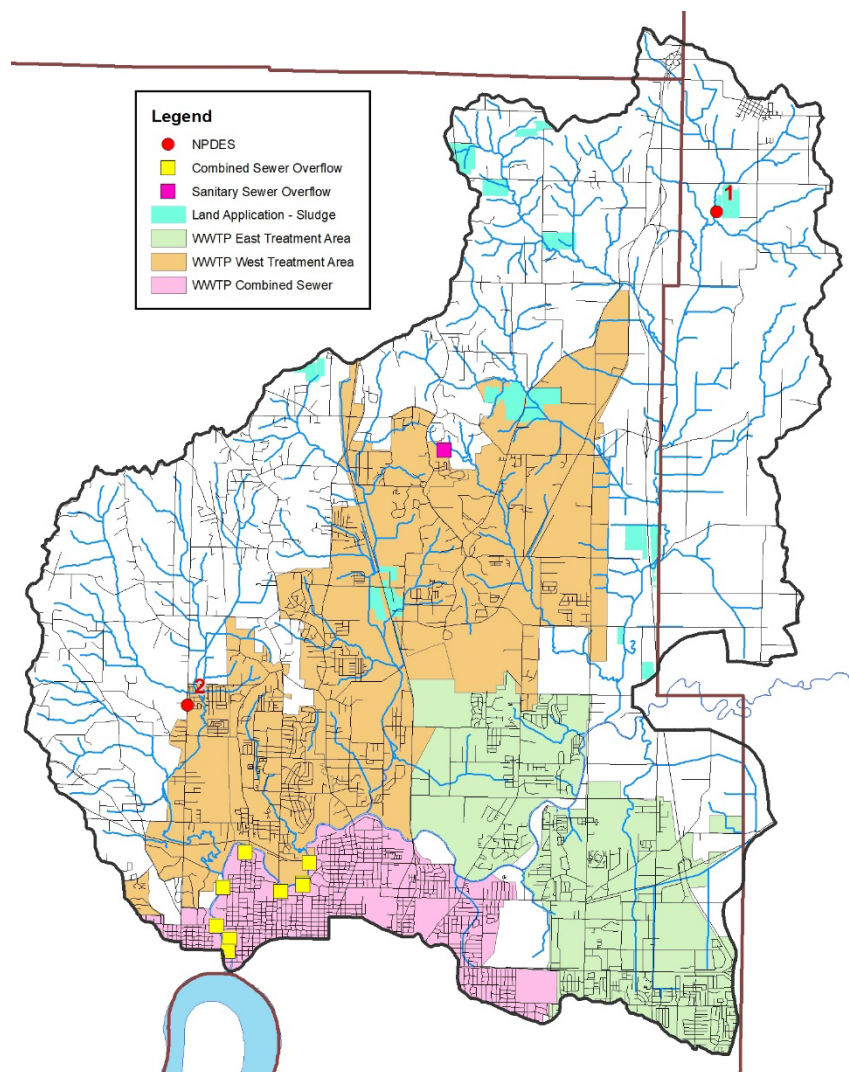 Legend
NPDES
Combined Sewer Overflow
Sanitary Sewer Overflow
Land Application - Sludge
WWTP East Treatment Area
WWTP West Treatment Area
WWTP Combined Sewer
1
2